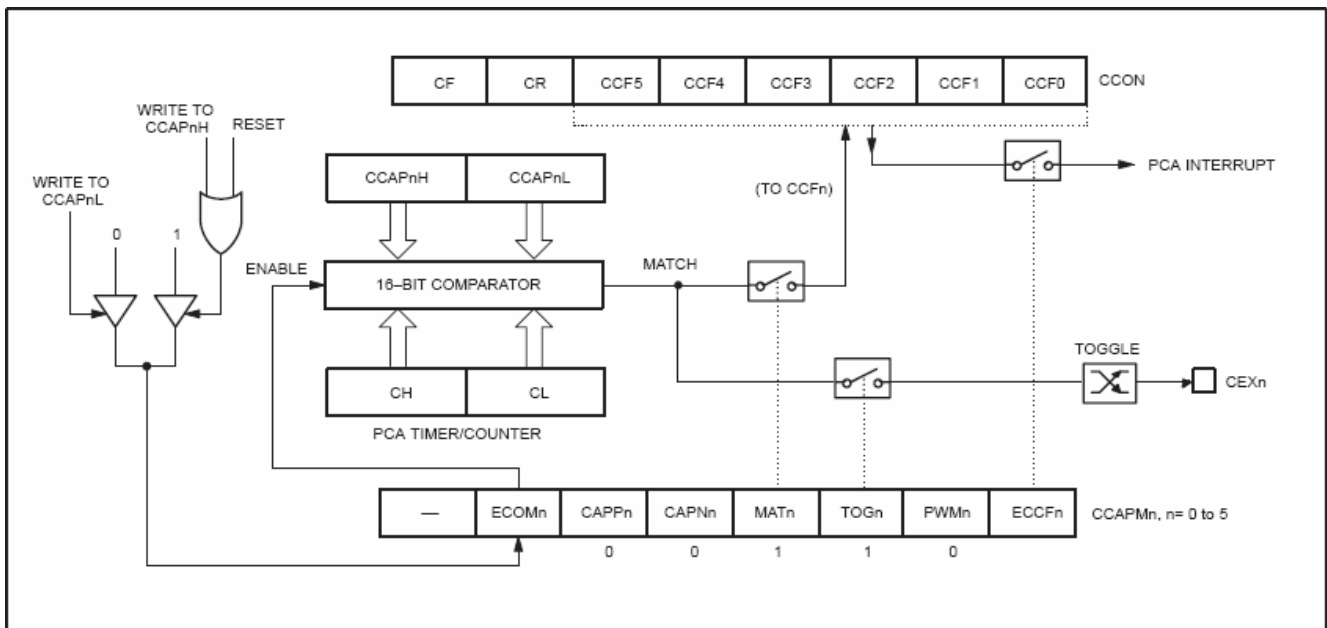 CF CR CCF5 CCF4 CCF3 CCF2 CCF1 CCF0 CCON
WRITE TO
CCAPnH RESET
WRITE TO
CCAPnL
0 1
CCAPnH CCAPnL
(TO CCFn)
PCA INTERRUPT
ENABLE
16–BIT COMPARATOR
MATCH
CH CL
PCA TIMER/COUNTER
TOGGLE
CEXn
— ECOMn CAPPn CAPNn MATn TOGn PWMn ECCFn CCAPMn, n= 0 to 5
0 0 1 1 0